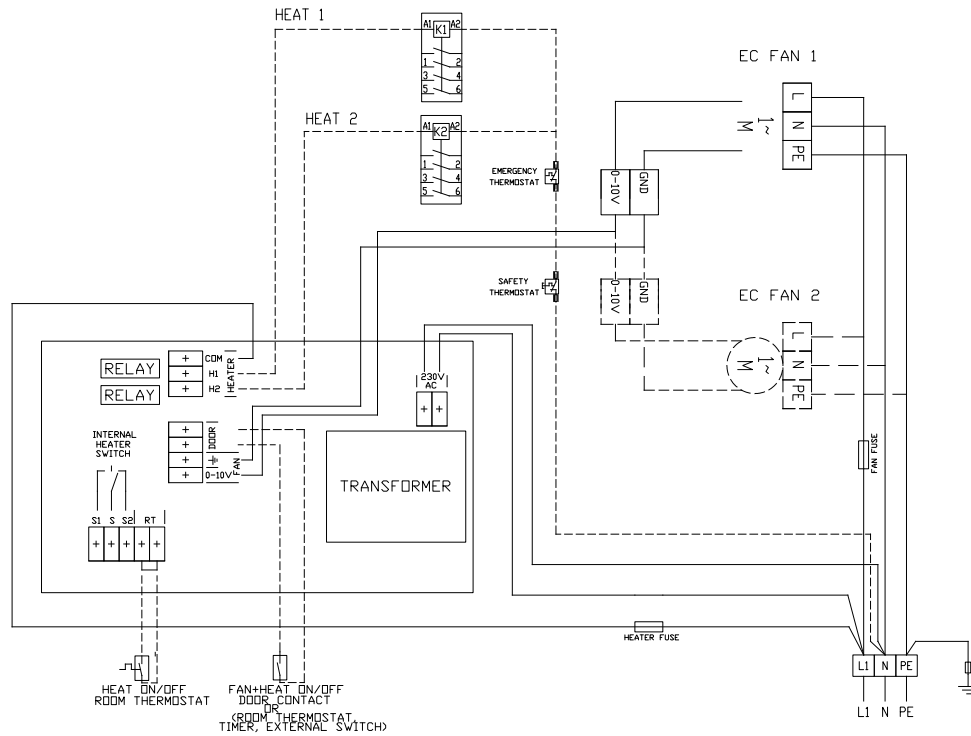 HEAT 1
A1 K1 A2
1 2
3 4
5 6
EC FAN 1
L
N
PE
M 1~
HEAT 2
A1 K2 A2
1 2
3 4
5 6
EMERGENCY
THERMOSTAT
0-10V GND
SAFETY
THERMOSTAT
0-10V GND
EC FAN 2
L
N
PE
M 1~
RELAY
RELAY
+ COM
+ H1
+ H2
HEATER
230V
AC
+ +
INTERNAL
HEATER
SWITCH
+
+
DOOR
+
+ 0-10V
FAN
TRANSFORMER
FAN FUSE
S1 S S2 RT
+ + + + +
HEATER FUSE
L1 N PE
L1 N PE
HEAT ON/OFF
ROOM THERMOSTAT
FAN+HEAT ON/OFF
DOOR CONTACT
OR
(ROOM THERMOSTAT,
TIMER, EXTERNAL SWITCH)